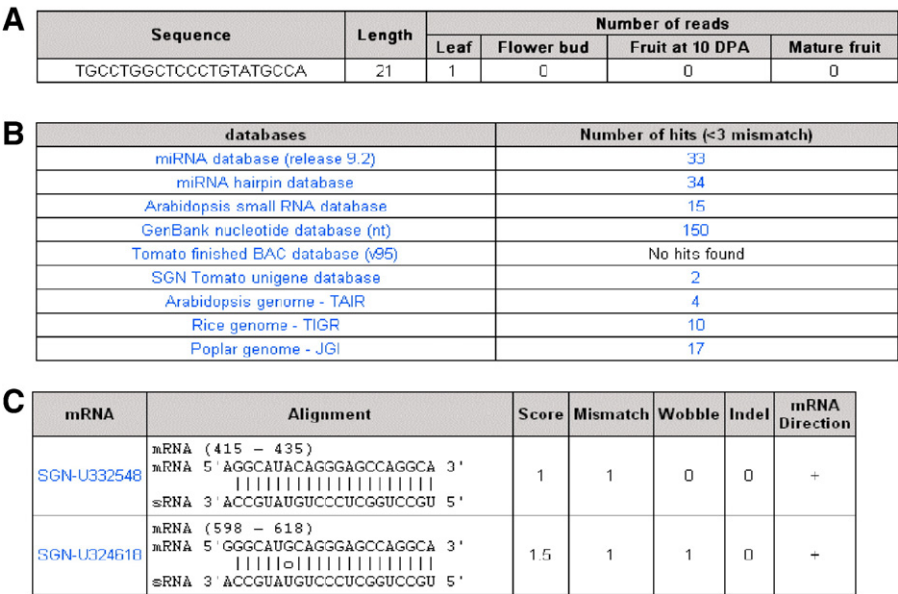 A
Sequence Length Number of reads
Leaf Flower bud Fruit at 10 DPA Mature fruit
TGCCTGGCTCCCTGTATGCCA 21 1 0 0 0
B
databases Number of hits (<3 mismatch)
miRNA database (release 9.2) 33
miRNA hairpin database 34
Arabidopsis small RNA database 15
GenBank nucleotide database (nt) 150
Tomato finished BAC database (v95) No hits found
SGN Tomato unigene database 2
Arabidopsis genome - TAIR 4
Rice genome - TIGR 10
Poplar genome - JGI 17
C
mRNA Alignment Score Mismatch Wobble Indel mRNA Direction
mRNA (415 - 435)
mRNA 5' AGGCAUACAGGGAGCCAGGCA 3'
SGN-U332548 1 1 0 0 +
||||||||||||||||||||
sRNA 3' ACCGUAUGUCCCUCGGUCCGU 5'
mRNA (598 - 618)
mRNA 5' GGGCAUGCAGGGAGCCAGGCA 3'
SGN-U324618 1.5 1 1 0 +
|||||o||||||||||||||
sRNA 3' ACCGUAUGUCCCUCGGUCCGU 5'